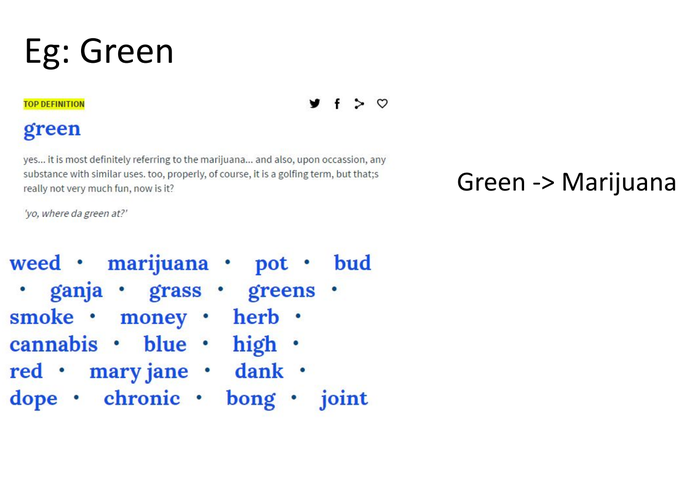 Eg: Green
TOP DEFINITION
green
yes... it is most definitely referring to the marijuana... and also, upon occassion, any
substance with similar uses. too, properly, of course, it is a golfing term, but that;s
really not very much fun, now is it?
'yo, where da green at?'
Green -> Marijuana
weed • marijuana • pot • bud
• ganja • grass • greens •
smoke • money • herb •
cannabis • blue • high •
red • mary jane • dank •
dope • chronic • bong • joint